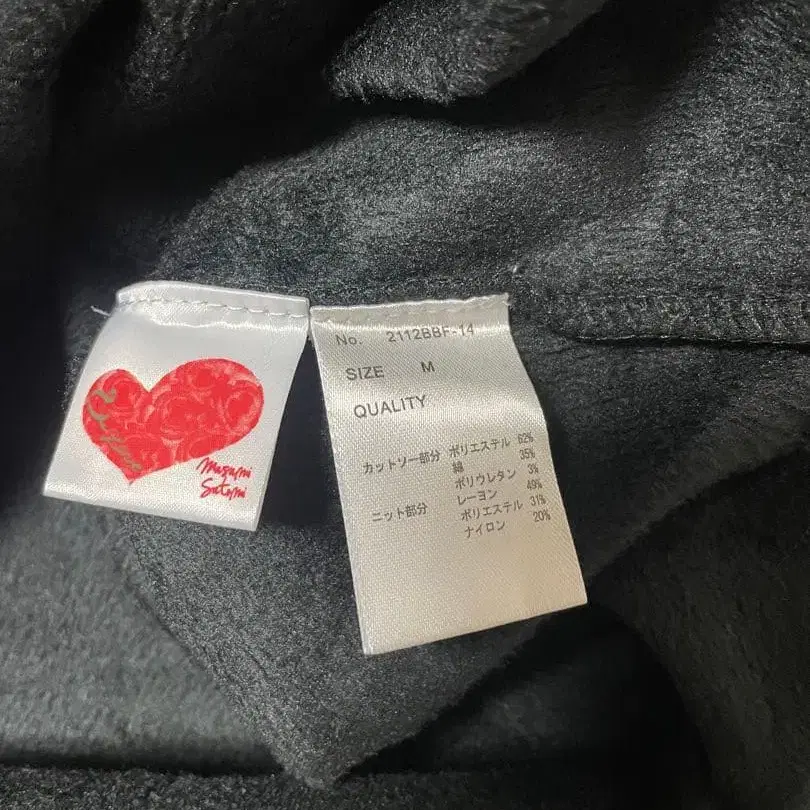 Masumi
Satomi
No. 2112BBF-14
SIZE M
QUALITY
カットソー部分 ポリエステル 62%
綿 35%
ポリウレタン 3%
ニット部分 レーヨン 49%
ポリエステル 31%
ナイロン 20%